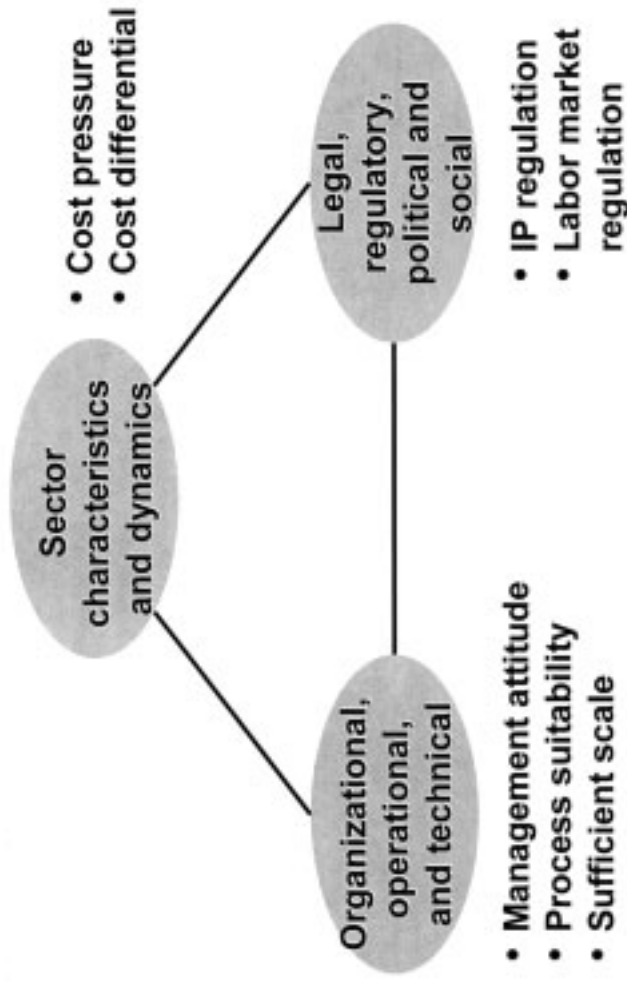 Sector
characteristics
and dynamics
• Cost pressure
• Cost differential
Organizational,
operational,
and technical
• Management attitude
• Process suitability
• Sufficient scale
Legal,
regulatory,
political and
social
• IP regulation
• Labor market
regulation